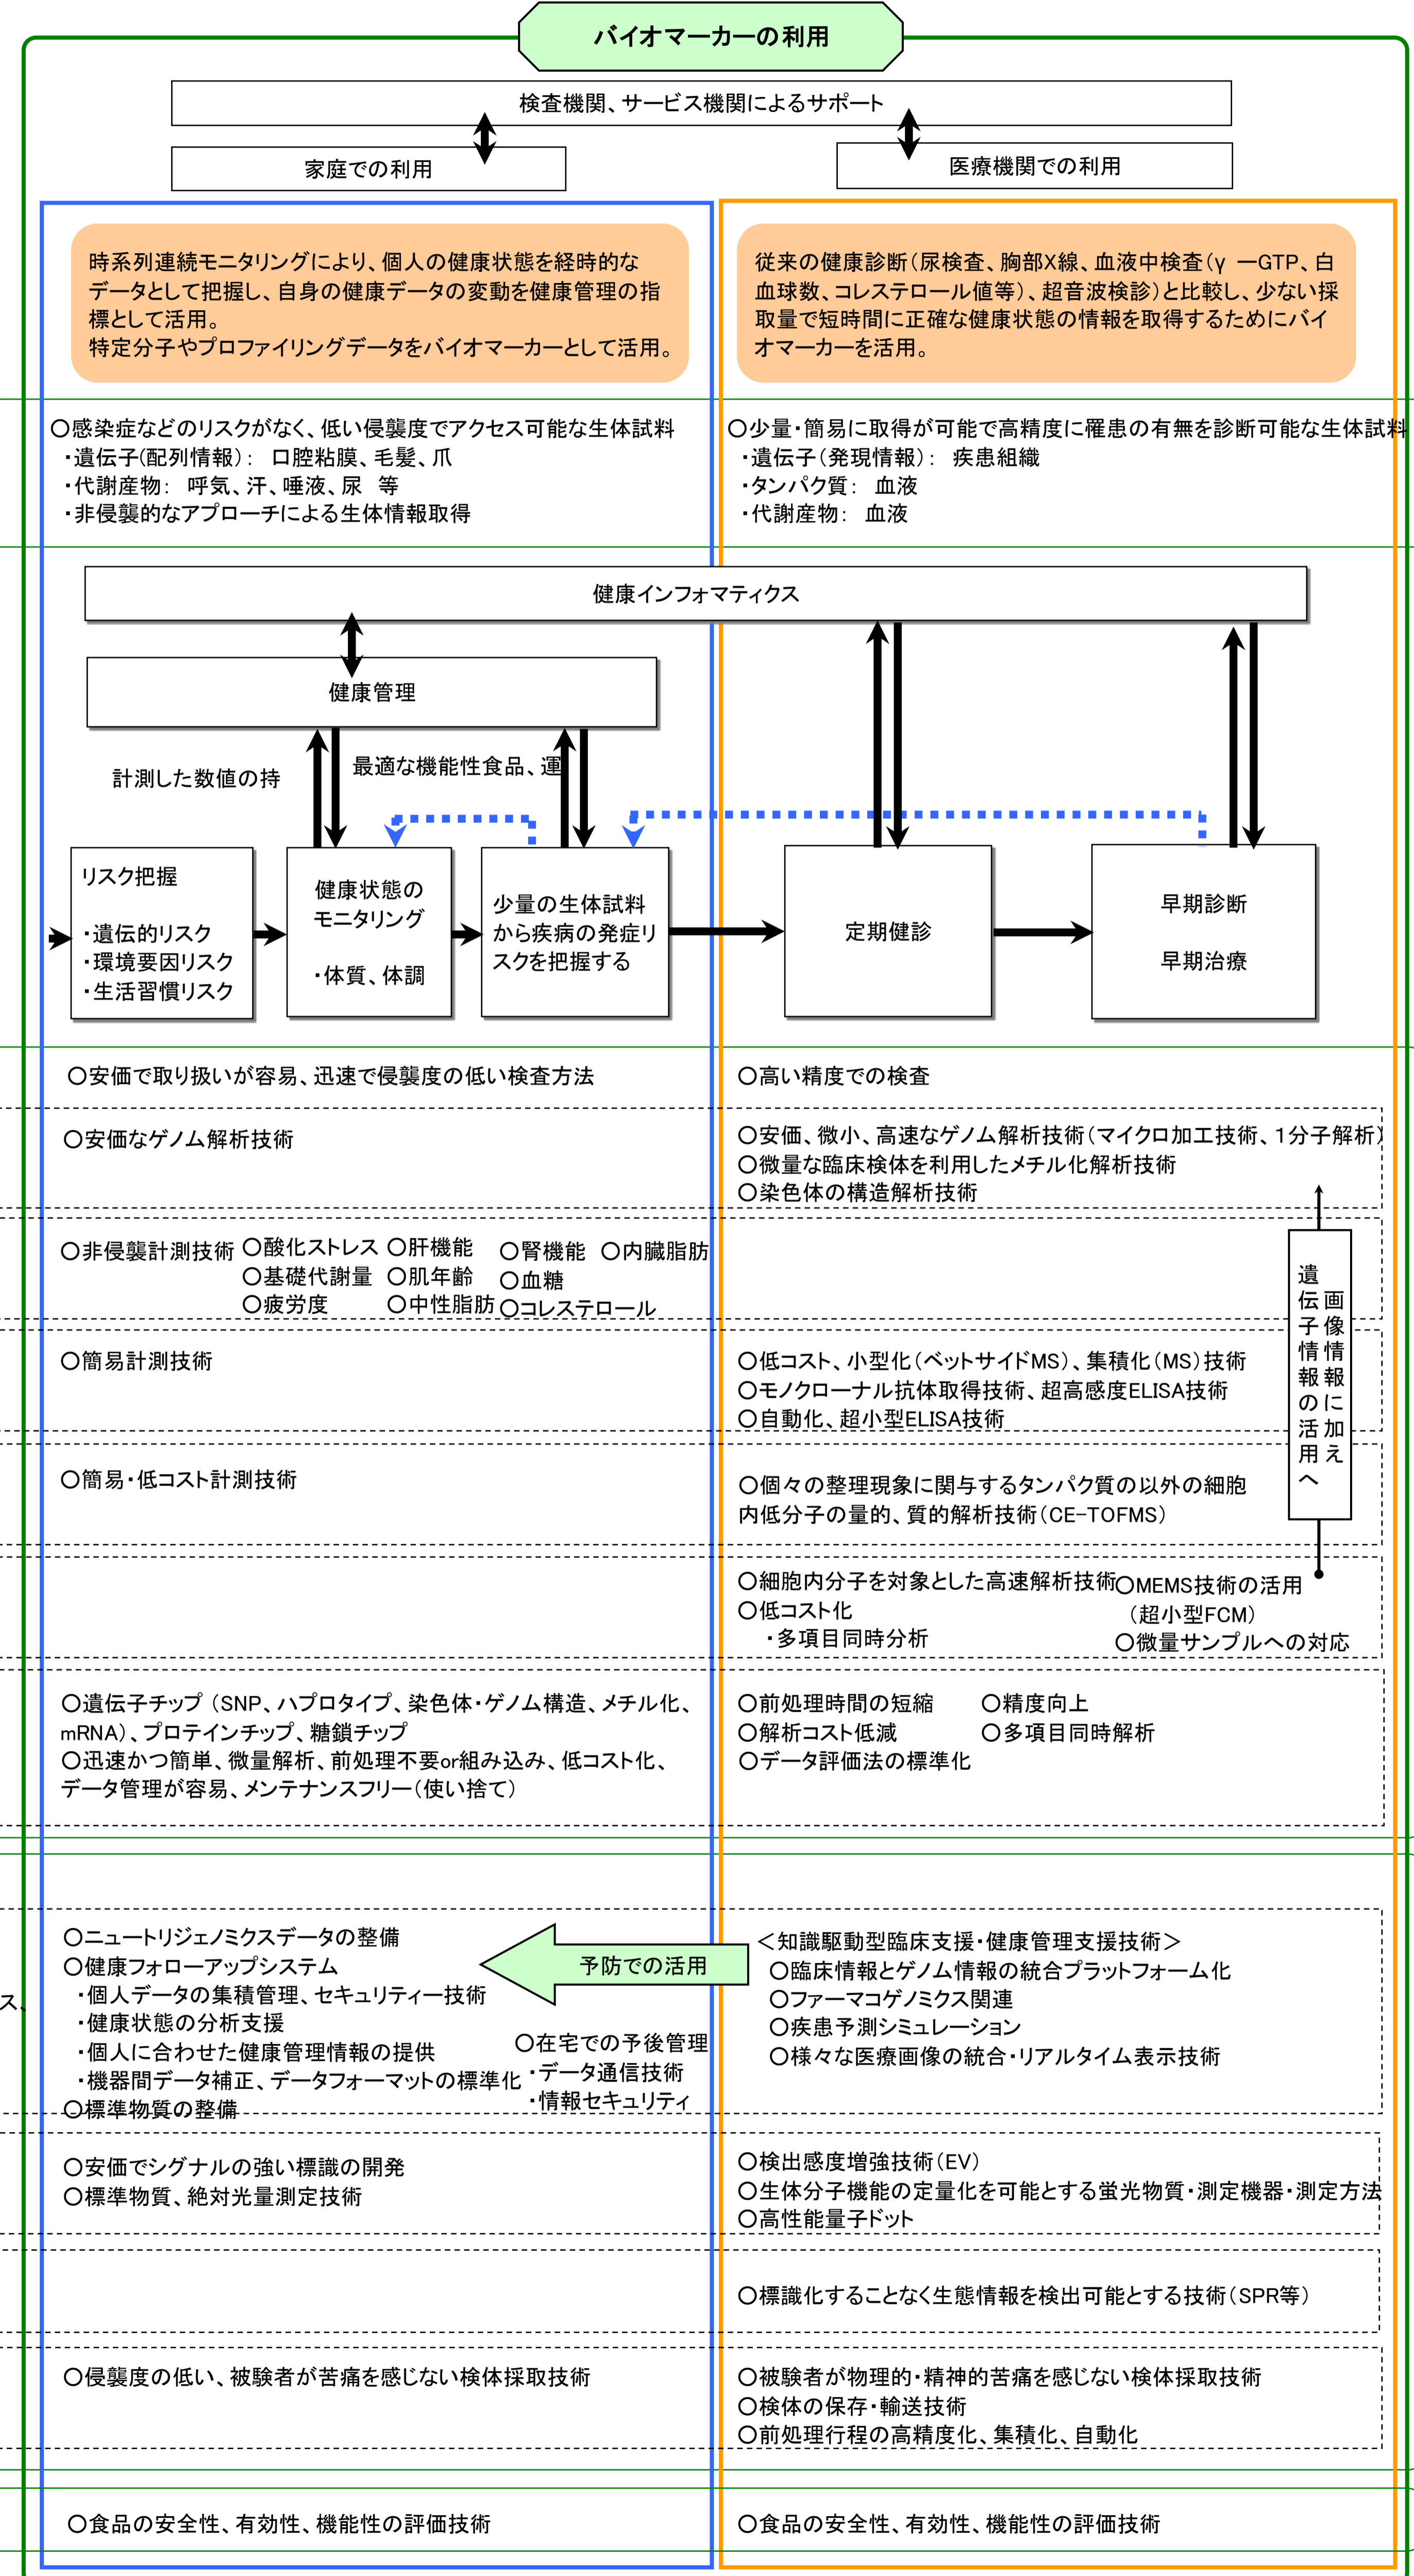 バイオマーカーの利用
検査機関、サービス機関によるサポート
家庭での利用
医療機関での利用
時系列連続モニタリングにより、個人の健康状態を経時的な
データとして把握し、自身の健康データの変動を健康管理の指
標として活用。
特定分子やプロファイリングデータをバイオマーカーとして活用。
従来の健康診断（尿検査、胸部X線、血液中検査（γ ーGTP、白
血球数、コレステロール値等）、超音波検診）と比較し、少ない採
取量で短時間に正確な健康状態の情報を取得するためにバイ
オマーカーを活用。
○感染症などのリスクがなく、低い侵襲度でアクセス可能な生体試料
・遺伝子(配列情報)： 口腔粘膜、毛髪、爪
・代謝産物： 呼気、汗、唾液、尿 等
・非侵襲的なアプローチによる生体情報取得
○少量・簡易に取得が可能で高精度に罹患の有無を診断可能な生体試料
・遺伝子（発現情報）： 疾患組織
・タンパク質： 血液
・代謝産物： 血液
健康インフォマティクス
健康管理
計測した数値の持
最適な機能性食品、運
リスク把握
・遺伝的リスク
・環境要因リスク
・生活習慣リスク
健康状態の
モニタリング
・体質、体調
少量の生体試料
から疾病の発症リ
スクを把握する
定期健診
早期診断
早期治療
○安価で取り扱いが容易、迅速で侵襲度の低い検査方法
○高い精度での検査
○安価なゲノム解析技術
○安価、微小、高速なゲノム解析技術（マイクロ加工技術、1分子解析）
○微量な臨床検体を利用したメチル化解析技術
○染色体の構造解析技術
○非侵襲計測技術
○酸化ストレス
○基礎代謝量
○疲労度
○肝機能
○肌年齢
○中性脂肪
○腎機能
○血糖
○コレステロール
○内臓脂肪
画像情報に加え
遺伝子情報の活用へ
○簡易計測技術
○低コスト、小型化（ベットサイドMS）、集積化（MS）技術
○モノクローナル抗体取得技術、超高感度ELISA技術
○自動化、超小型ELISA技術
○簡易・低コスト計測技術
○個々の整理現象に関与するタンパク質の以外の細胞
内低分子の量的、質的解析技術（CE-TOFMS）
○細胞内分子を対象とした高速解析技術
○低コスト化
・多項目同時分析
○MEMS技術の活用
（超小型FCM）
○微量サンプルへの対応
○遺伝子チップ （SNP、ハプロタイプ、染色体・ゲノム構造、メチル化、
mRNA）、プロテインチップ、糖鎖チップ
○迅速かつ簡単、微量解析、前処理不要or組み込み、低コスト化、
データ管理が容易、メンテナンスフリー（使い捨て）
○前処理時間の短縮
○解析コスト低減
○データ評価法の標準化
○精度向上
○多項目同時解析
ス、
○ニュートリジェノミクスデータの整備
○健康フォローアップシステム
・個人データの集積管理、セキュリティー技術
・健康状態の分析支援
・個人に合わせた健康管理情報の提供
・機器間データ補正、データフォーマットの標準化
○標準物質の整備
○在宅での予後管理
・データ通信技術
・情報セキュリティ
予防での活用
＜知識駆動型臨床支援・健康管理支援技術＞
○臨床情報とゲノム情報の統合プラットフォーム化
○ファーマコゲノミクス関連
○疾患予測シミュレーション
○様々な医療画像の統合・リアルタイム表示技術
○安価でシグナルの強い標識の開発
○標準物質、絶対光量測定技術
○検出感度増強技術（EV）
○生体分子機能の定量化を可能とする蛍光物質・測定機器・測定方法
○高性能量子ドット
○標識化することなく生態情報を検出可能とする技術（SPR等）
○侵襲度の低い、被験者が苦痛を感じない検体採取技術
○被験者が物理的・精神的苦痛を感じない検体採取技術
○検体の保存・輸送技術
○前処理行程の高精度化、集積化、自動化
○食品の安全性、有効性、機能性の評価技術
○食品の安全性、有効性、機能性の評価技術